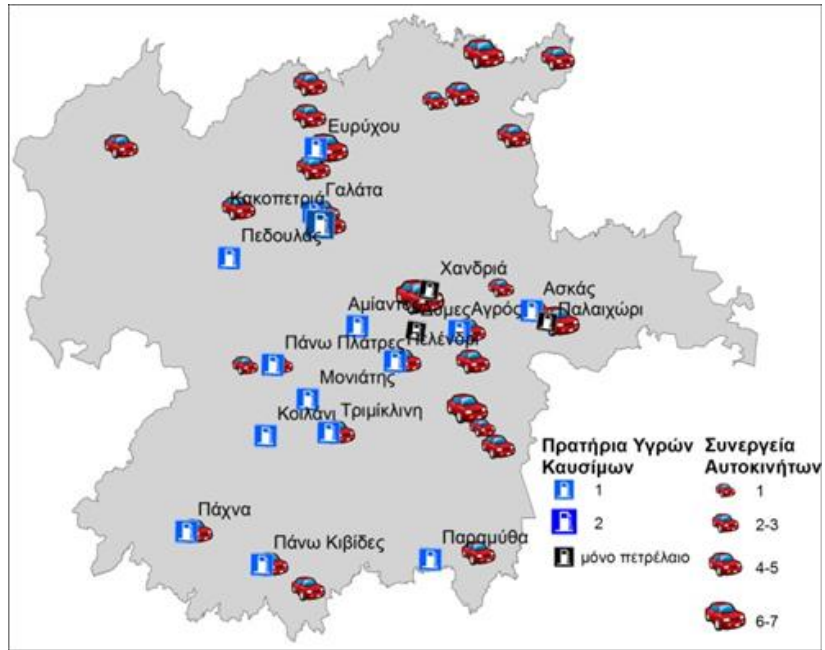 Ευρύχου
Γαλάτα
Κακοπετριά
Πεδουλάς
Χανδριά
Ασκάς
Αμίαντος
Δύμες
Αγρός
Παλαιχώρι
Πελένδρι
Πάνω Πλάτρες
Μονιάτης
Κοιλάνι
Τριμίκλινη
Πάχνα
Πάνω Κιβίδες
Παραμύθα
Πρατήρια Υγρών
Καυσίμων
1
2
μόνο πετρέλαιο
Συνεργεία
Αυτοκινήτων
1
2-3
4-5
6-7